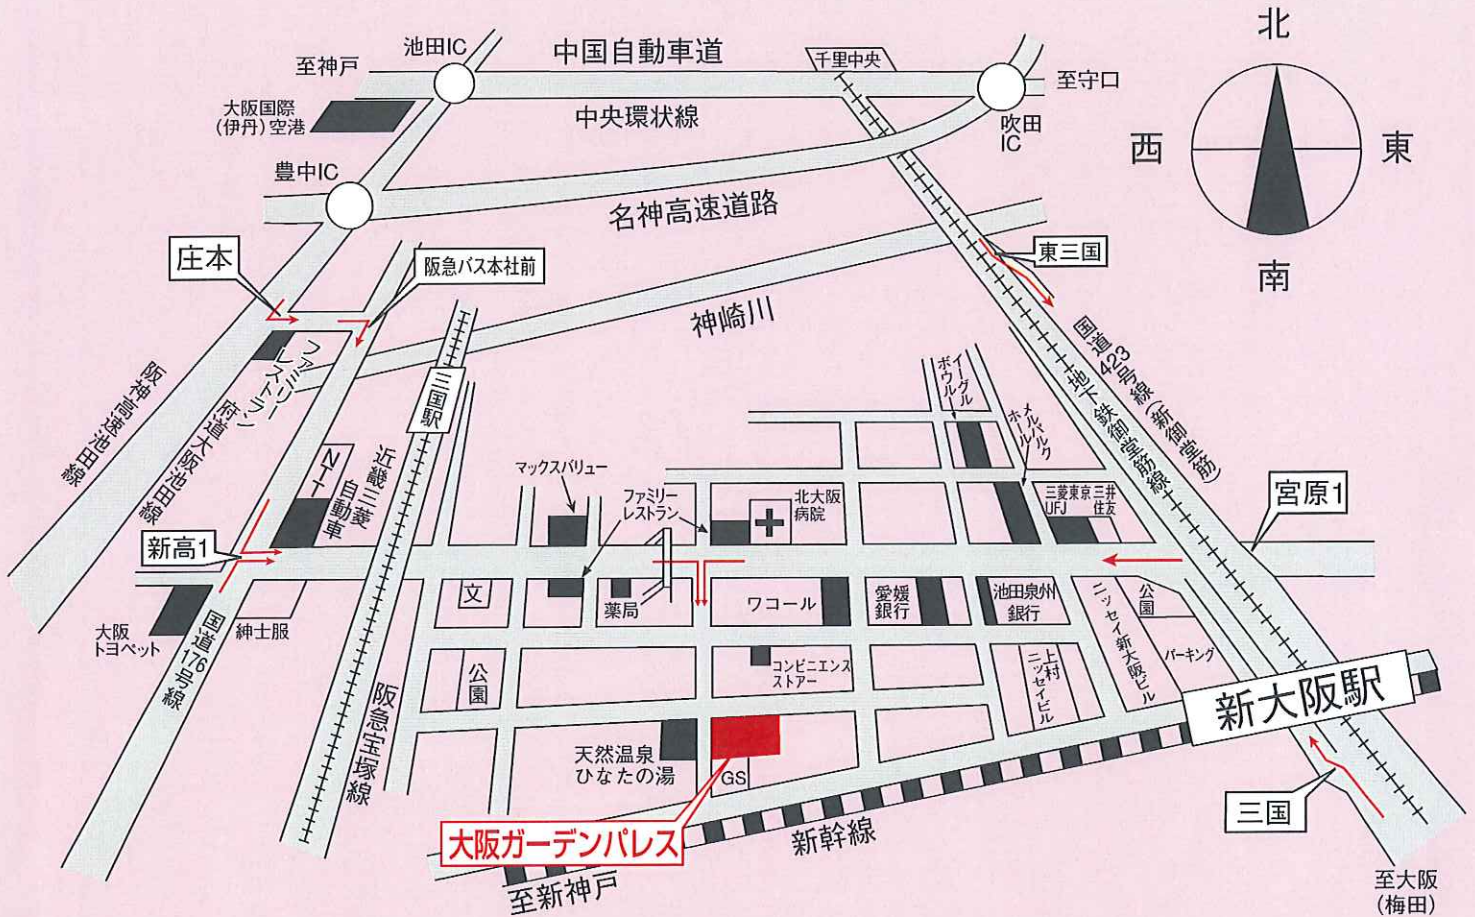 北
西
東
南
池田IC
中国自動車道
千里中央
至神戸
至守口
大阪国際
(伊丹)空港
中央環状線
吹田
IC
豊中IC
名神高速道路
庄本
阪急バス本社前
東三国
神崎川
ファミリー
レストラン
阪神高速池田線
府道大阪池田線
三国駅
国道423号線(新御堂筋)
地下鉄御堂筋線
イーグル
ボウル
メルパルク
ホール
NTT
近畿三菱
自動車
マックスバリュー
ファミリー
レストラン
北大阪
病院
三菱東京
UFJ
三井
住友
宮原1
新高1
文
薬局
ワコール
愛媛
銀行
池田泉州
銀行
ニッセイ新大阪ビル
公園
パーキング
大阪
トヨペット
紳士服
国道176号線
公園
コンビニエンス
ストアー
上村
ニッセイビル
新大阪駅
阪急宝塚線
天然温泉
ひなたの湯
GS
大阪ガーデンパレス
新幹線
三国
至新神戸
至大阪
(梅田)